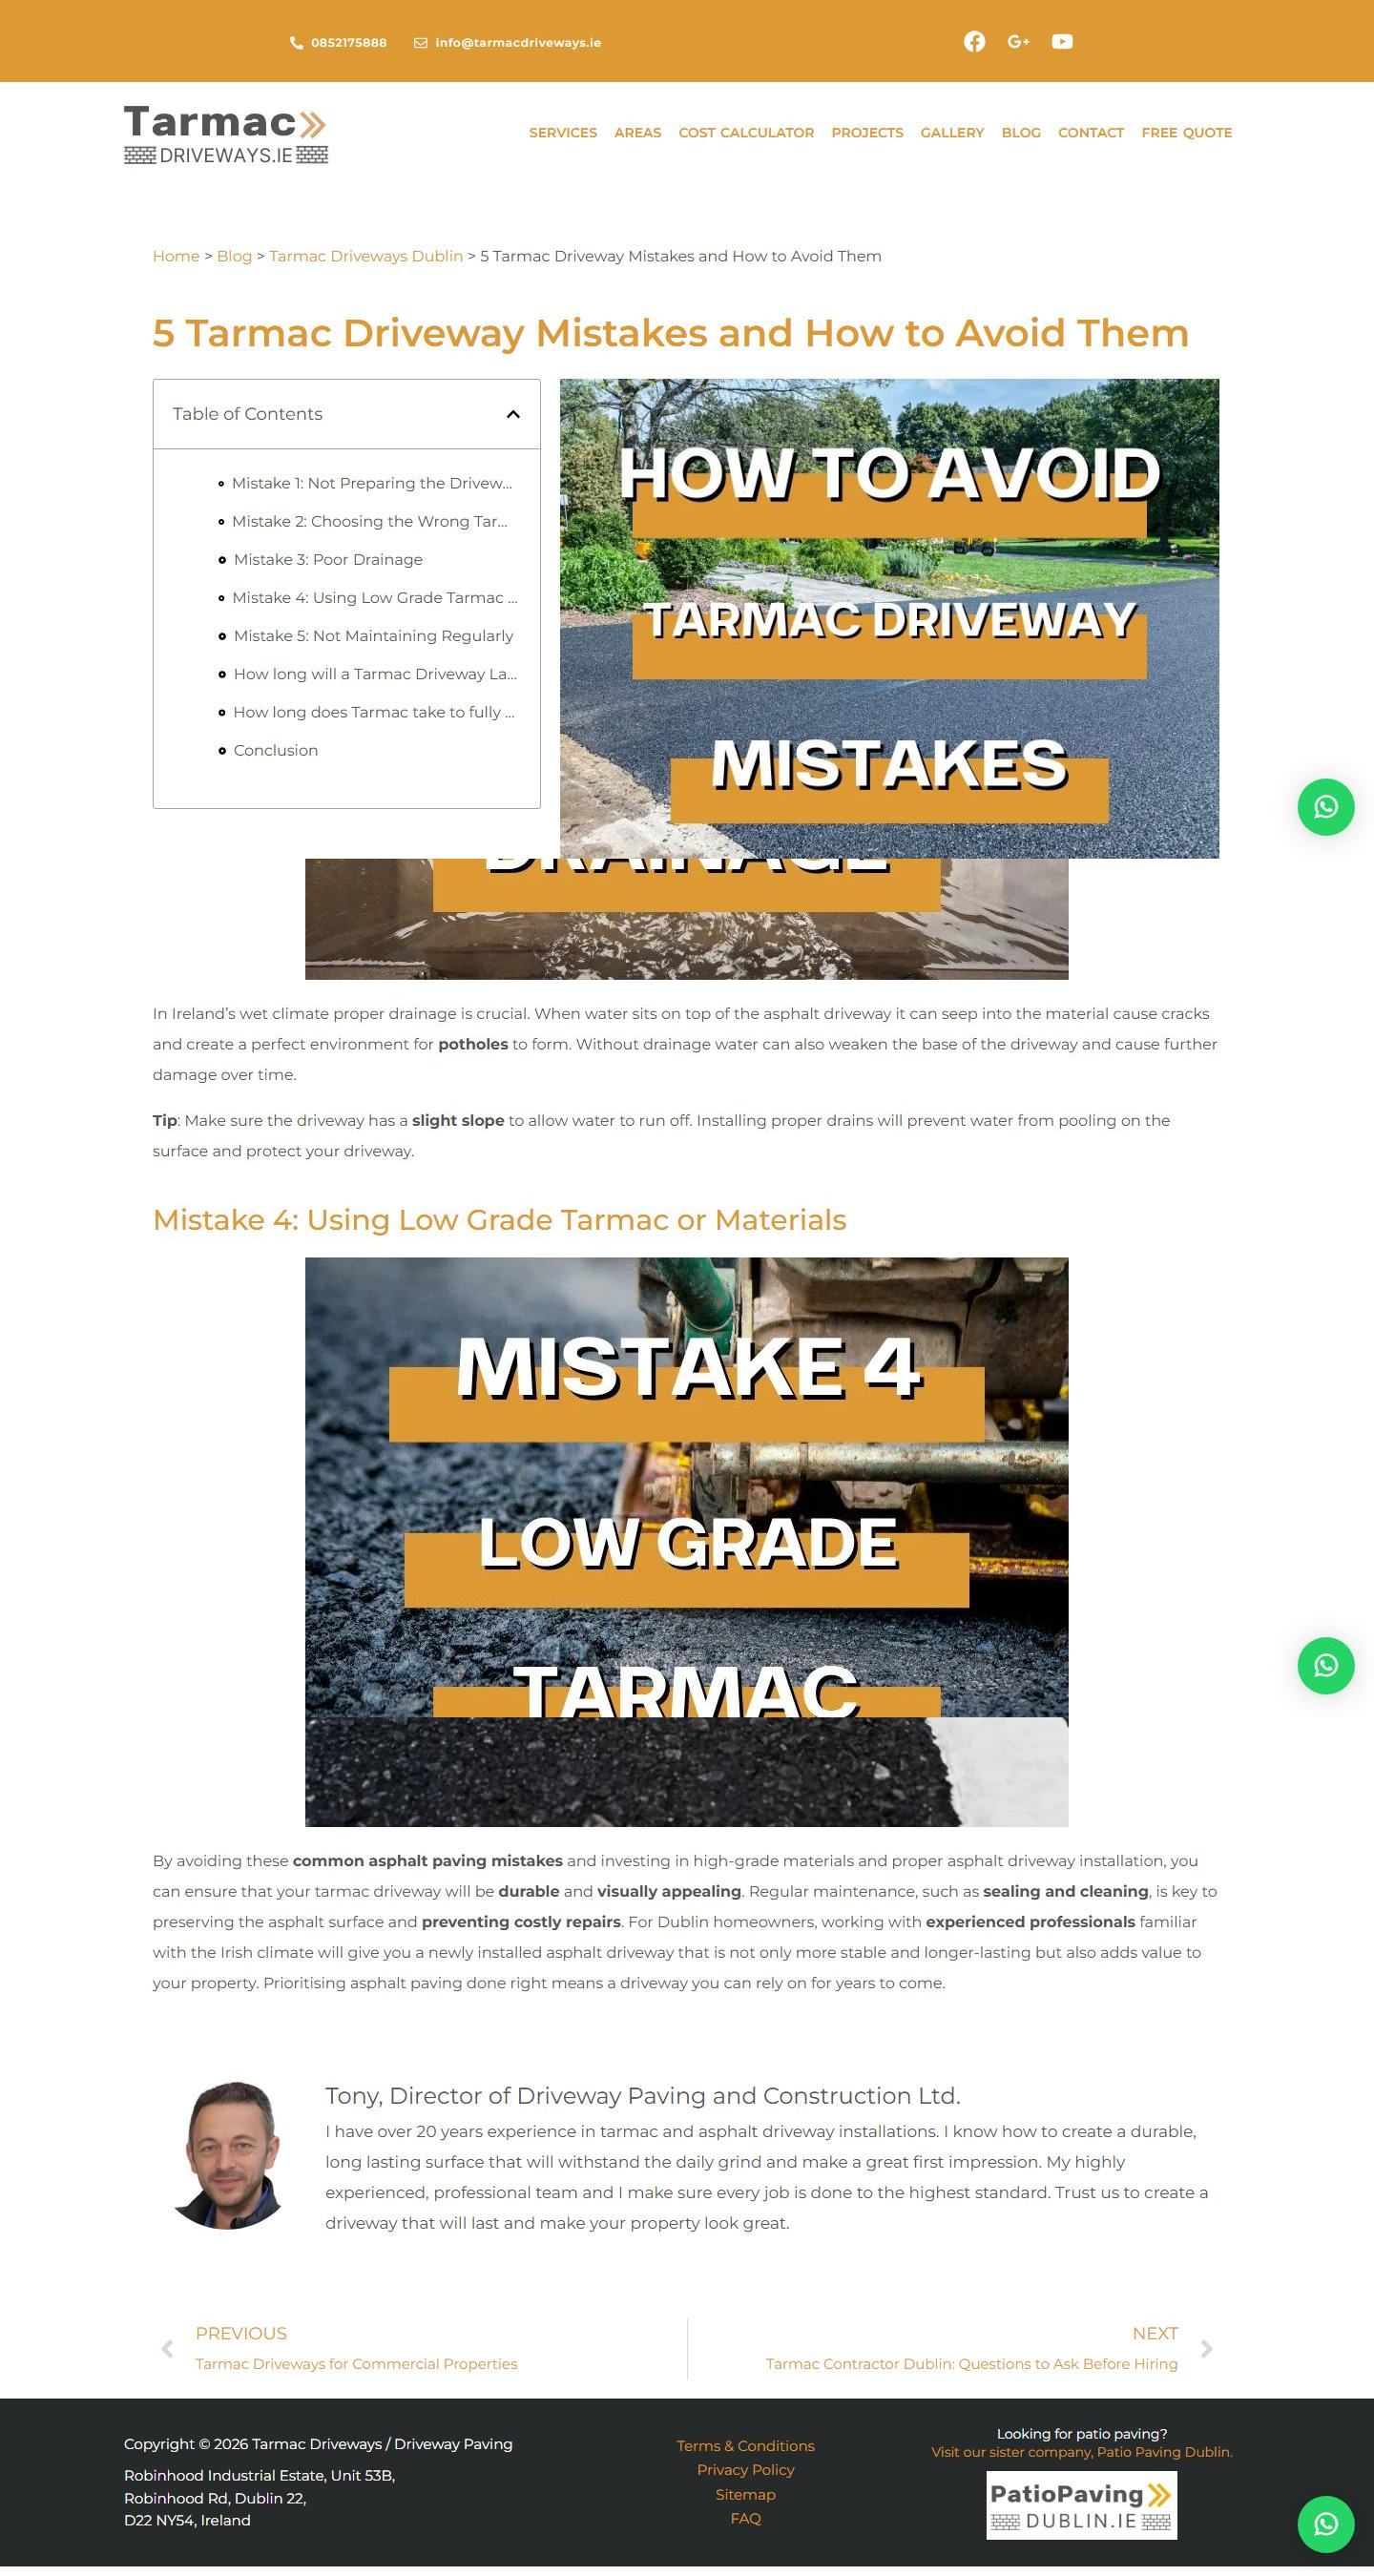 0852175888
info@tarmacdriveways.ie
Tarmac
DRIVEWAYS.IE
SERVICES AREAS COST CALCULATOR PROJECTS GALLERY BLOG CONTACT FREE QUOTE
Home > Blog > Tarmac Driveways Dublin > 5 Tarmac Driveway Mistakes and How to Avoid Them
5 Tarmac Driveway Mistakes and How to Avoid Them
Table of Contents
Mistake 1: Not Preparing the Drivew...
Mistake 2: Choosing the Wrong Tar...
Mistake 3: Poor Drainage
Mistake 4: Using Low Grade Tarmac ...
Mistake 5: Not Maintaining Regularly
How long will a Tarmac Driveway La...
How long does Tarmac take to fully ...
Conclusion
HOW TO AVOID
TARMAC DRIVEWAY
MISTAKES
DRAINAGE
In Ireland’s wet climate proper drainage is crucial. When water sits on top of the asphalt driveway it can seep into the material cause cracks
and create a perfect environment for potholes to form. Without drainage water can also weaken the base of the driveway and cause further
damage over time.
Tip: Make sure the driveway has a slight slope to allow water to run off. Installing proper drains will prevent water from pooling on the
surface and protect your driveway.
Mistake 4: Using Low Grade Tarmac or Materials
MISTAKE 4
LOW GRADE
TARMAC
By avoiding these common asphalt paving mistakes and investing in high-grade materials and proper asphalt driveway installation, you
can ensure that your tarmac driveway will be durable and visually appealing. Regular maintenance, such as sealing and cleaning, is key to
preserving the asphalt surface and preventing costly repairs. For Dublin homeowners, working with experienced professionals familiar
with the Irish climate will give you a newly installed asphalt driveway that is not only more stable and longer-lasting but also adds value to
your property. Prioritising asphalt paving done right means a driveway you can rely on for years to come.
Tony, Director of Driveway Paving and Construction Ltd.
I have over 20 years experience in tarmac and asphalt driveway installations. I know how to create a durable,
long lasting surface that will withstand the daily grind and make a great first impression. My highly
experienced, professional team and I make sure every job is done to the highest standard. Trust us to create a
driveway that will last and make your property look great.
PREVIOUS
Tarmac Driveways for Commercial Properties
NEXT
Tarmac Contractor Dublin: Questions to Ask Before Hiring
Copyright © 2026 Tarmac Driveways / Driveway Paving
Robinhood Industrial Estate, Unit 53B,
Robinhood Rd, Dublin 22,
D22 NY54, Ireland
Terms & Conditions
Privacy Policy
Sitemap
FAQ
Looking for patio paving?
Visit our sister company, Patio Paving Dublin.
PatioPaving
DUBLIN.IE